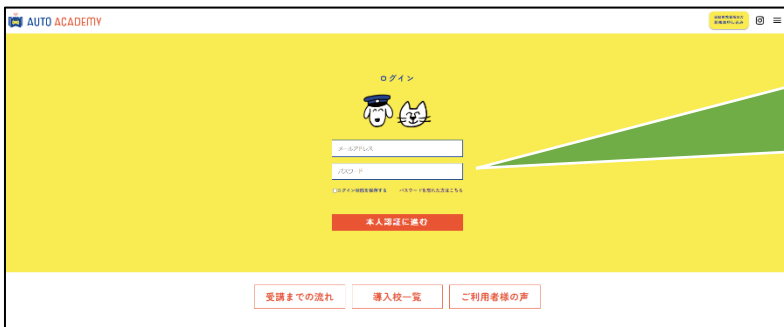 AUTO ACADEMY
ログイン
メールアドレス
パスワード
ログイン状態を保存する パスワードを忘れた方はこちら
本人認証に進む
受講までの流れ 導入校一覧 ご利用者様の声